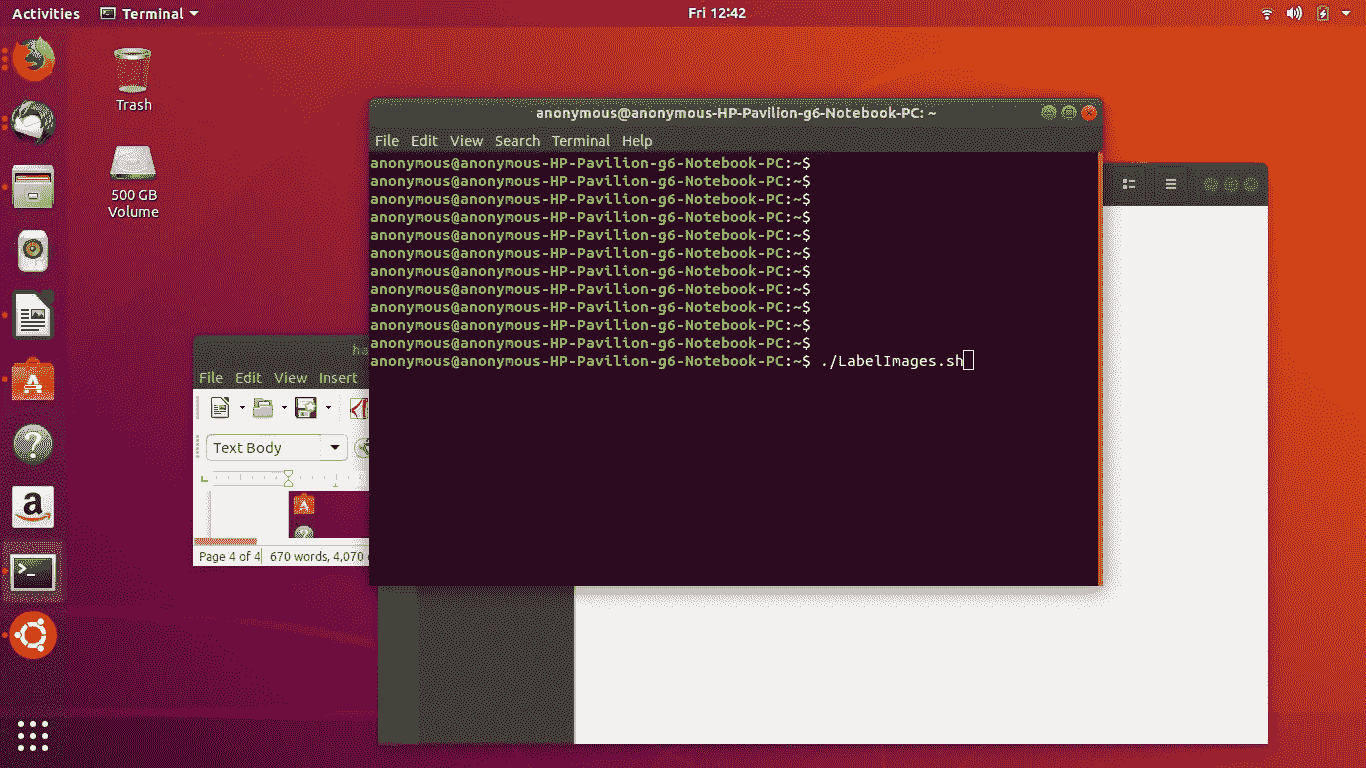 Activities
Terminal
Fri 12:42
Trash
500 GB
Volume
anonymous@anonymous-HP-Pavilion-g6-Notebook-PC: ~
File Edit View Search Terminal Help
anonymous@anonymous-HP-Pavilion-g6-Notebook-PC:~$
anonymous@anonymous-HP-Pavilion-g6-Notebook-PC:~$
anonymous@anonymous-HP-Pavilion-g6-Notebook-PC:~$
anonymous@anonymous-HP-Pavilion-g6-Notebook-PC:~$
anonymous@anonymous-HP-Pavilion-g6-Notebook-PC:~$
anonymous@anonymous-HP-Pavilion-g6-Notebook-PC:~$
anonymous@anonymous-HP-Pavilion-g6-Notebook-PC:~$
anonymous@anonymous-HP-Pavilion-g6-Notebook-PC:~$
anonymous@anonymous-HP-Pavilion-g6-Notebook-PC:~$
anonymous@anonymous-HP-Pavilion-g6-Notebook-PC:~$
anonymous@anonymous-HP-Pavilion-g6-Notebook-PC:~$
anonymous@anonymous-HP-Pavilion-g6-Notebook-PC:~$ ./LabelImages.sh
File Edit View Insert
Text Body
Page 4 of 4 670 words, 4,070